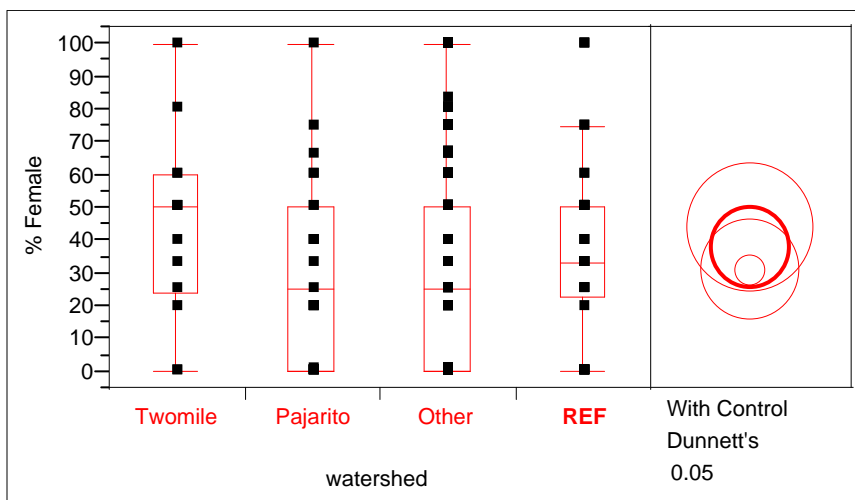 % Female
100
90
80
70
60
50
40
30
20
10
0
Twomile Pajarito Other REF
watershed
With Control
Dunnett's
0.05